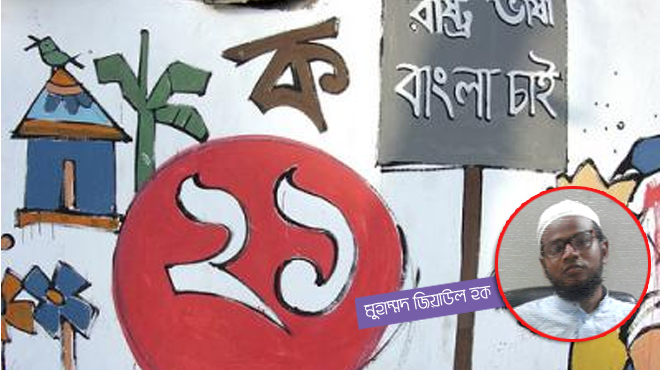 রাষ্ট্র ভাষা
বাংলা চাই
ক
২১
মুহাম্মদ জিয়াউল হক